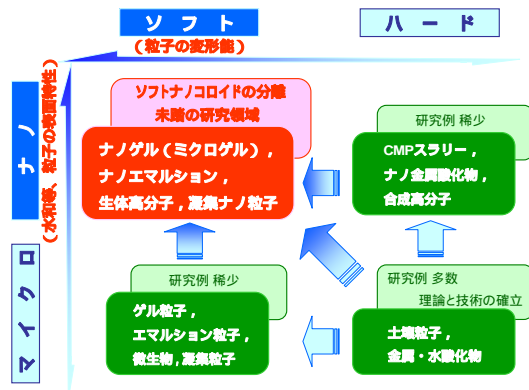 ソフト
ハード
（粒子の変形能）
ナノ
（水和等、粒子の表面特性）
マイクロ
ソフトナノコロイドの分離
未踏の研究領域
ナノゲル（ミクロゲル），
ナノエマルション，
生体高分子，凝集ナノ粒子
研究例 稀少
CMPスラリー，
ナノ金属酸化物，
合成高分子
研究例 稀少
ゲル粒子，
エマルション粒子，
微生物，凝集粒子
研究例 多数
理論と技術の確立
土壌粒子，
金属・水酸化物